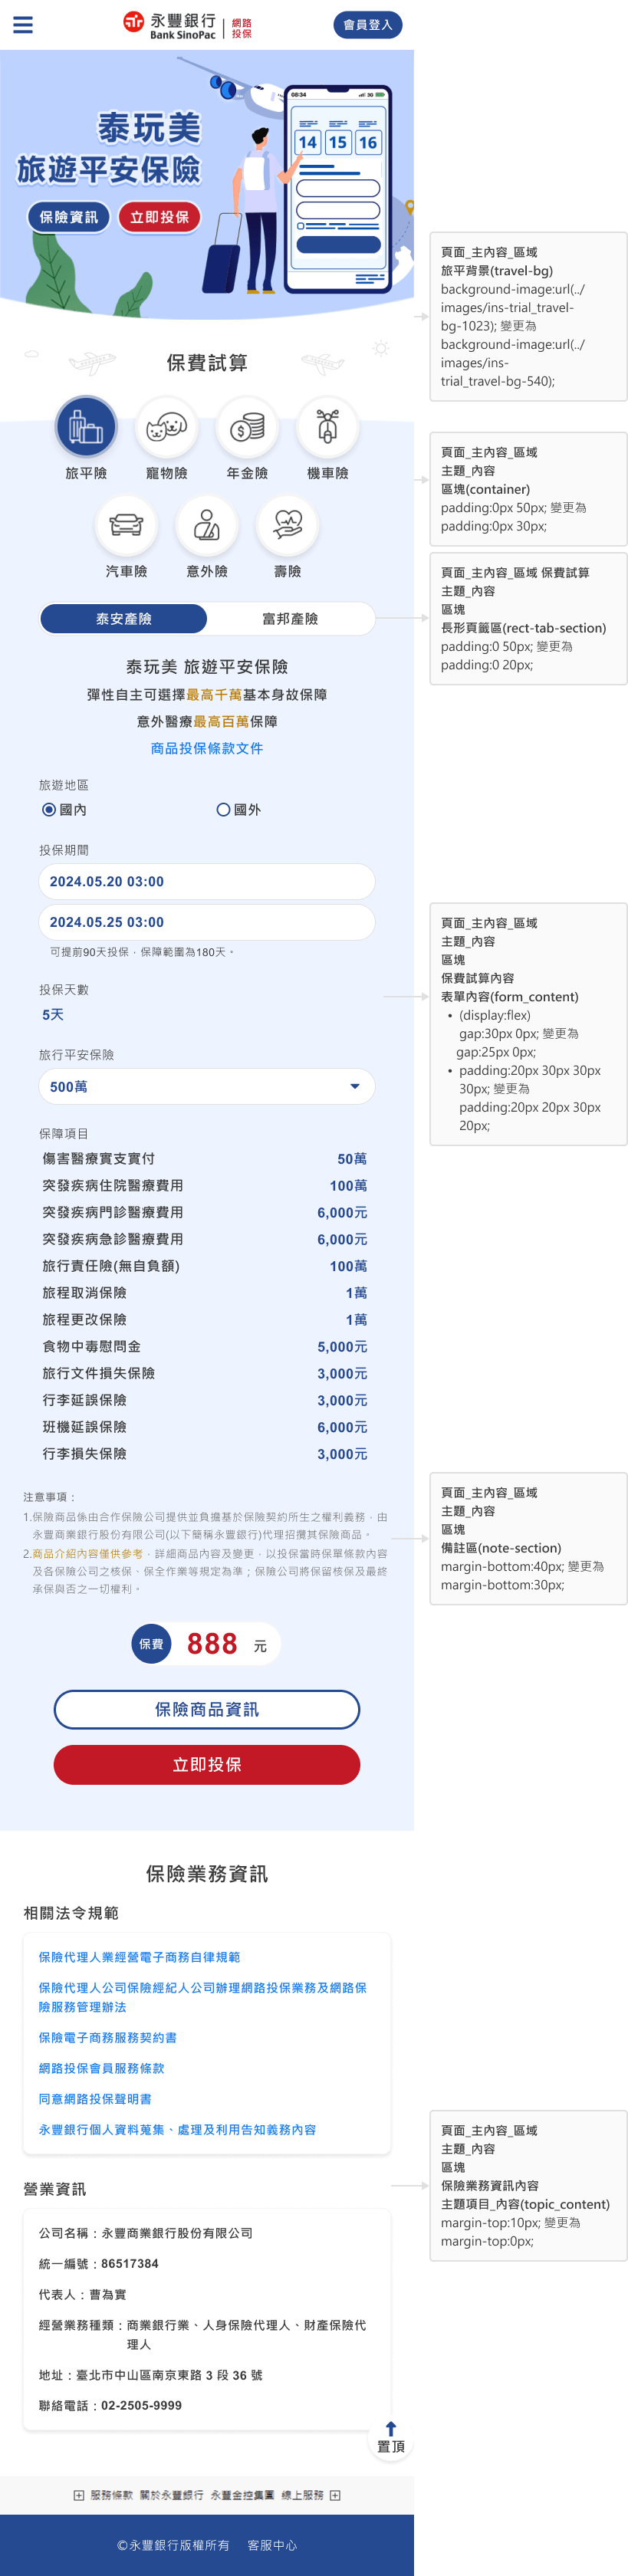 永豐銀行
Bank SinoPac
網路
投保
會員登入
泰玩美
旅遊平安保險
保險資訊
立即投保
08:34
3G
14 15 16
保費試算
旅平險
寵物險
年金險
機車險
汽車險
意外險
壽險
泰安產險
富邦產險
泰玩美 旅遊平安保險
彈性自主可選擇最高千萬基本身故保障
意外醫療最高百萬保障
商品投保條款文件
旅遊地區
國內
國外
投保期間
2024.05.20 03:00
2024.05.25 03:00
可提前90天投保，保障範圍為180天。
投保天數
5天
旅行平安保險
500萬
保障項目
傷害醫療實支實付 50萬
突發疾病住院醫療費用 100萬
突發疾病門診醫療費用 6,000元
突發疾病急診醫療費用 6,000元
旅行責任險(無自負額) 100萬
旅程取消保險 1萬
旅程更改保險 1萬
食物中毒慰問金 5,000元
旅行文件損失保險 3,000元
行李延誤保險 3,000元
班機延誤保險 6,000元
行李損失保險 3,000元
注意事項：
1.保險商品係由合作保險公司提供並負擔基於保險契約所生之權利義務，由
永豐商業銀行股份有限公司(以下簡稱永豐銀行)代理招攬其保險商品。
2.商品介紹內容僅供參考，詳細商品內容及變更，以投保當時保單條款內容
及各保險公司之核保、保全作業等規定為準；保險公司將保留核保及最終
承保與否之一切權利。
保費
888
元
保險商品資訊
立即投保
保險業務資訊
相關法令規範
保險代理人業經營電子商務自律規範
保險代理人公司保險經紀人公司辦理網路投保業務及網路保
險服務管理辦法
保險電子商務服務契約書
網路投保會員服務條款
同意網路投保聲明書
永豐銀行個人資料蒐集、處理及利用告知義務內容
營業資訊
公司名稱：永豐商業銀行股份有限公司
統一編號：86517384
代表人：曹為實
經營業務種類：商業銀行業、人身保險代理人、財產保險代
理人
地址：臺北市中山區南京東路 3 段 36 號
聯絡電話：02-2505-9999
置頂
服務條款 關於永豐銀行 永豐金控集團 線上服務
©永豐銀行版權所有 客服中心
頁面_主內容_區域
旅平背景(travel-bg)
background-image:url(../
images/ins-trial_travel-
bg-1023); 變更為
background-image:url(../
images/ins-
trial_travel-bg-540);
頁面_主內容_區域
主題_內容
區塊(container)
padding:0px 50px; 變更為
padding:0px 30px;
頁面_主內容_區域 保費試算
主題_內容
區塊
長形頁籤區(rect-tab-section)
padding:0 50px; 變更為
padding:0 20px;
頁面_主內容_區域
主題_內容
區塊
保費試算內容
表單內容(form_content)
• (display:flex)
gap:30px 0px; 變更為
gap:25px 0px;
• padding:20px 30px 30px
30px; 變更為
padding:20px 20px 30px
20px;
頁面_主內容_區域
主題_內容
區塊
備註區(note-section)
margin-bottom:40px; 變更為
margin-bottom:30px;
頁面_主內容_區域
主題_內容
區塊
保險業務資訊內容
主題項目_內容(topic_content)
margin-top:10px; 變更為
margin-top:0px;